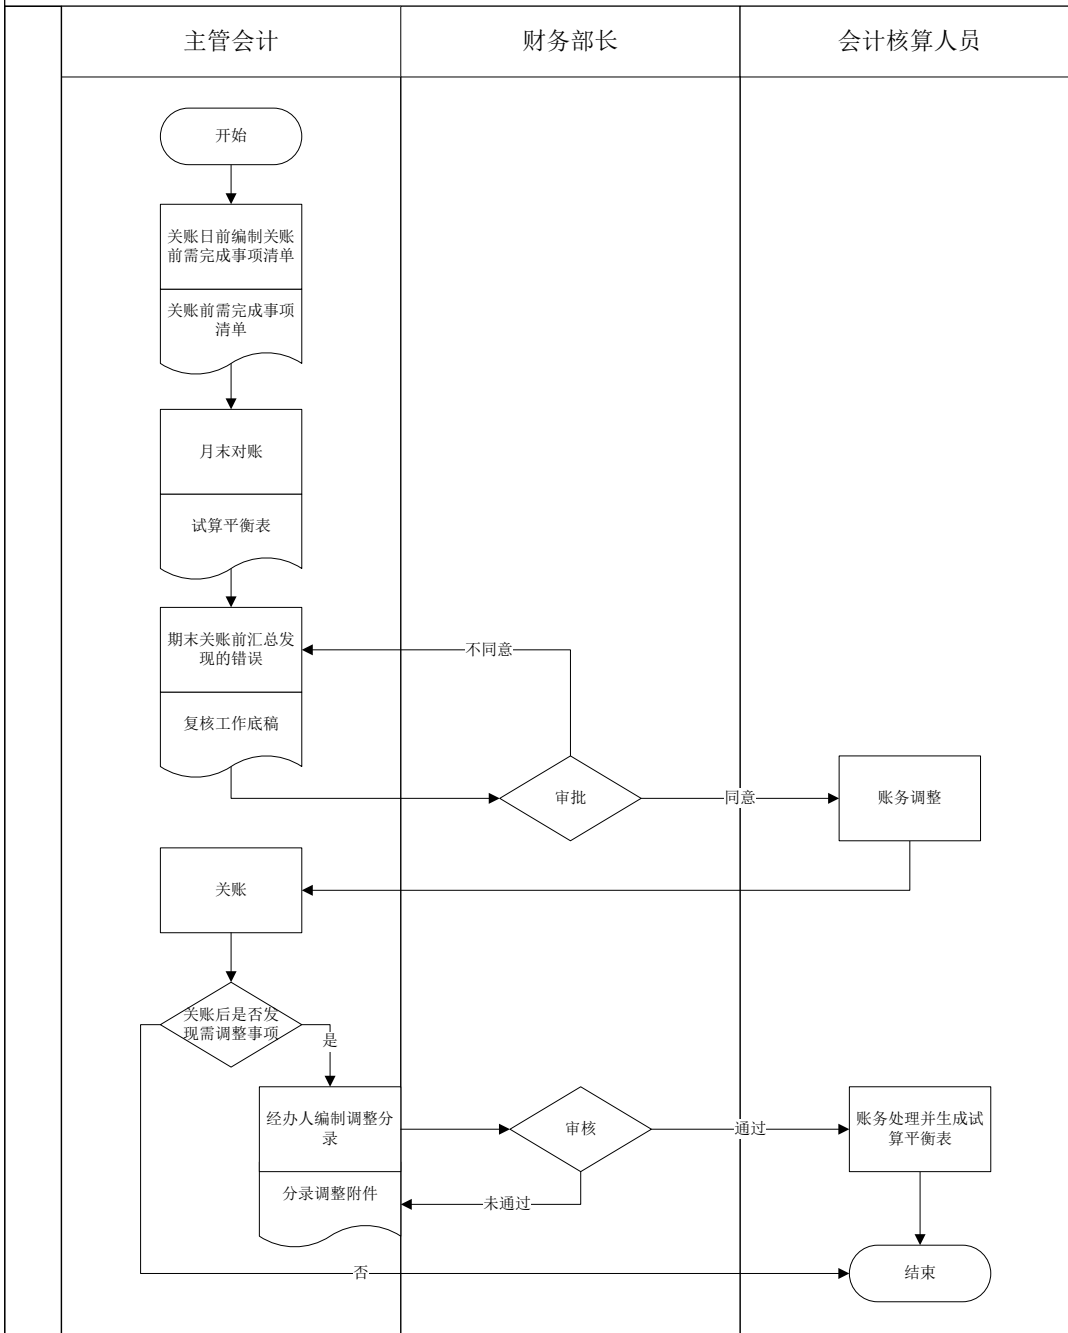 主管会计
财务部长
会计核算人员
开始
关账日前编制关账
前需完成事项清单
关账前需完成事项
清单
月末对账
试算平衡表
期末关账前汇总发
现的错误
不同意
复核工作底稿
审批
同意
账务调整
关账
关账后是否发
现需调整事项
是
经办人编制调整分
录
审核
通过
账务处理并生成试
算平衡表
分录调整附件
未通过
否
结束